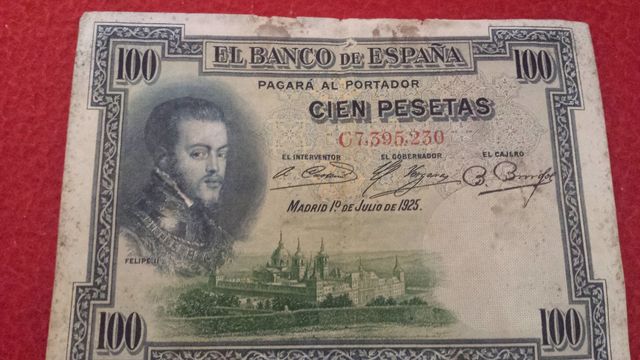 100 EL BANCO DE ESPAÑA 100
PAGARÁ AL PORTADOR
CIEN PESETAS
C7,395,230
EL INTERVENTOR EL GOBERNADOR EL CAJERO
MADRID 1º DE JULIO DE 1925.
FELIPE II
100 100